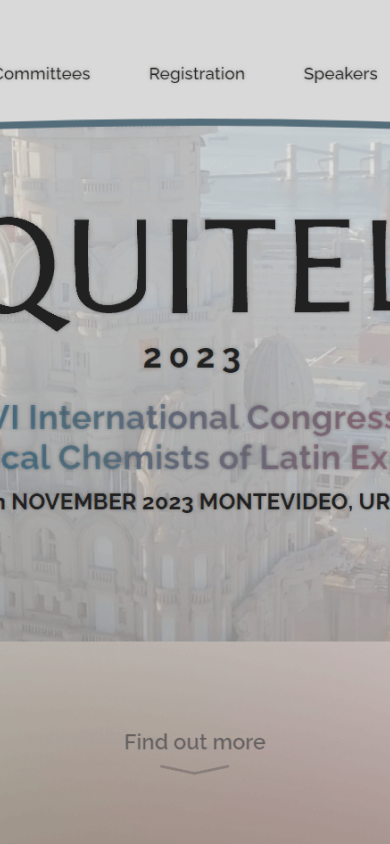 Committees Registration Speakers
QUITEL
2023
VI International Congress
cal Chemists of Latin Ex
NOVEMBER 2023 MONTEVIDEO, UR
Find out more